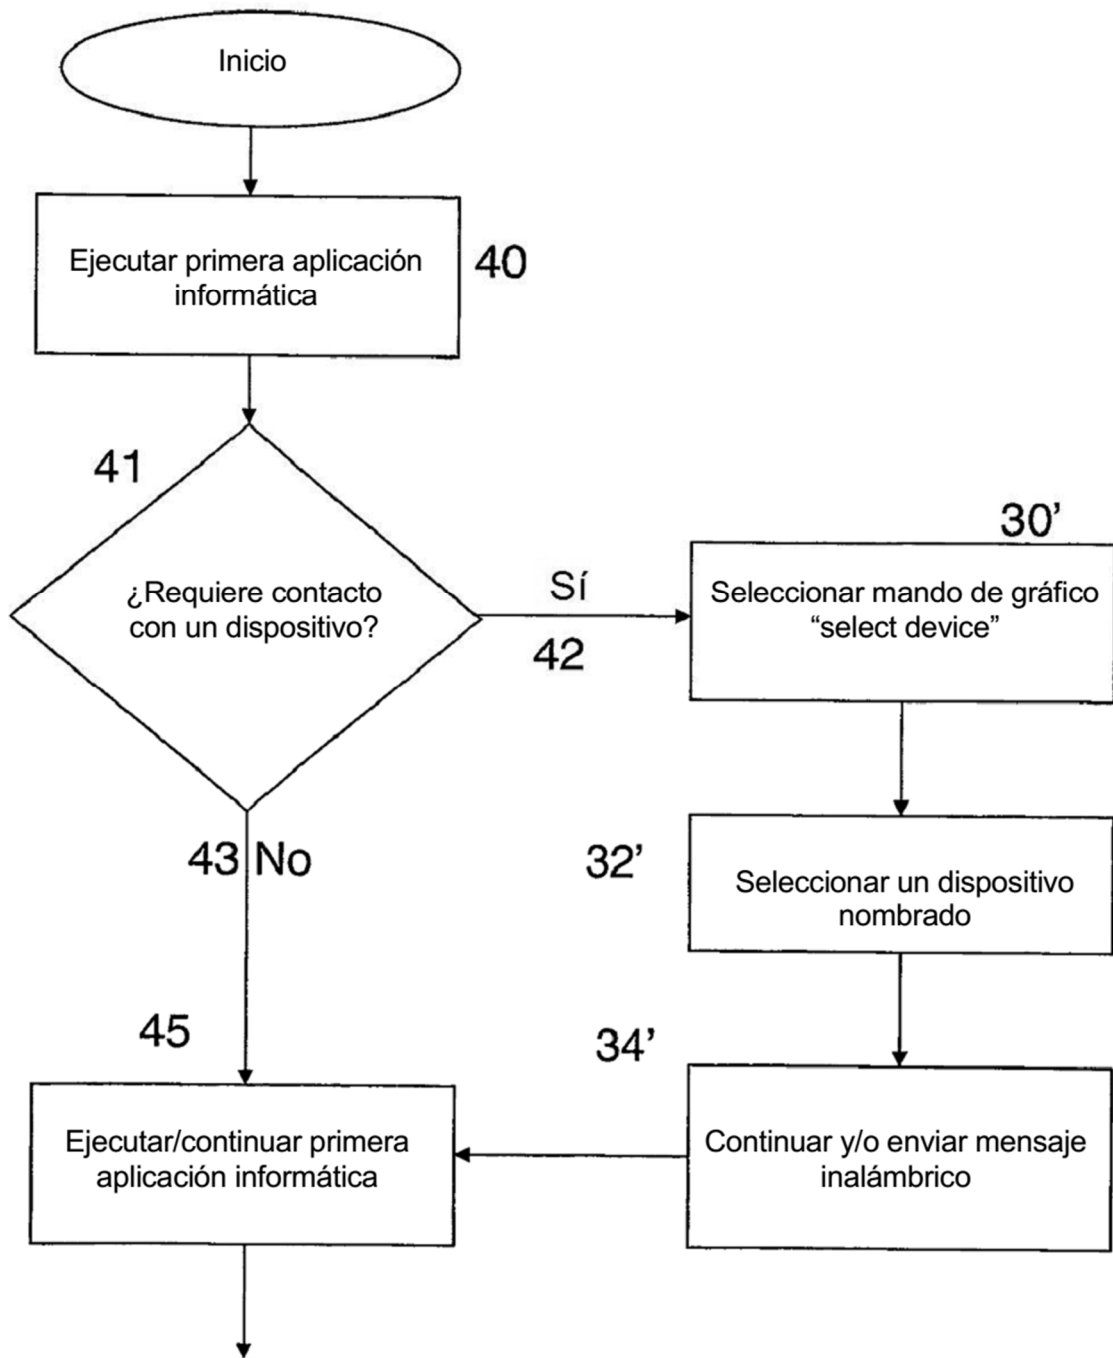 Inicio
Ejecutar primera aplicación
informática
40
41
¿Requiere contacto
con un dispositivo?
Sí
42
30’
Seleccionar mando de gráfico
“select device”
43 No
32’
Seleccionar un dispositivo
nombrado
45
34’
Ejecutar/continuar primera
aplicación informática
Continuar y/o enviar mensaje
inalámbrico